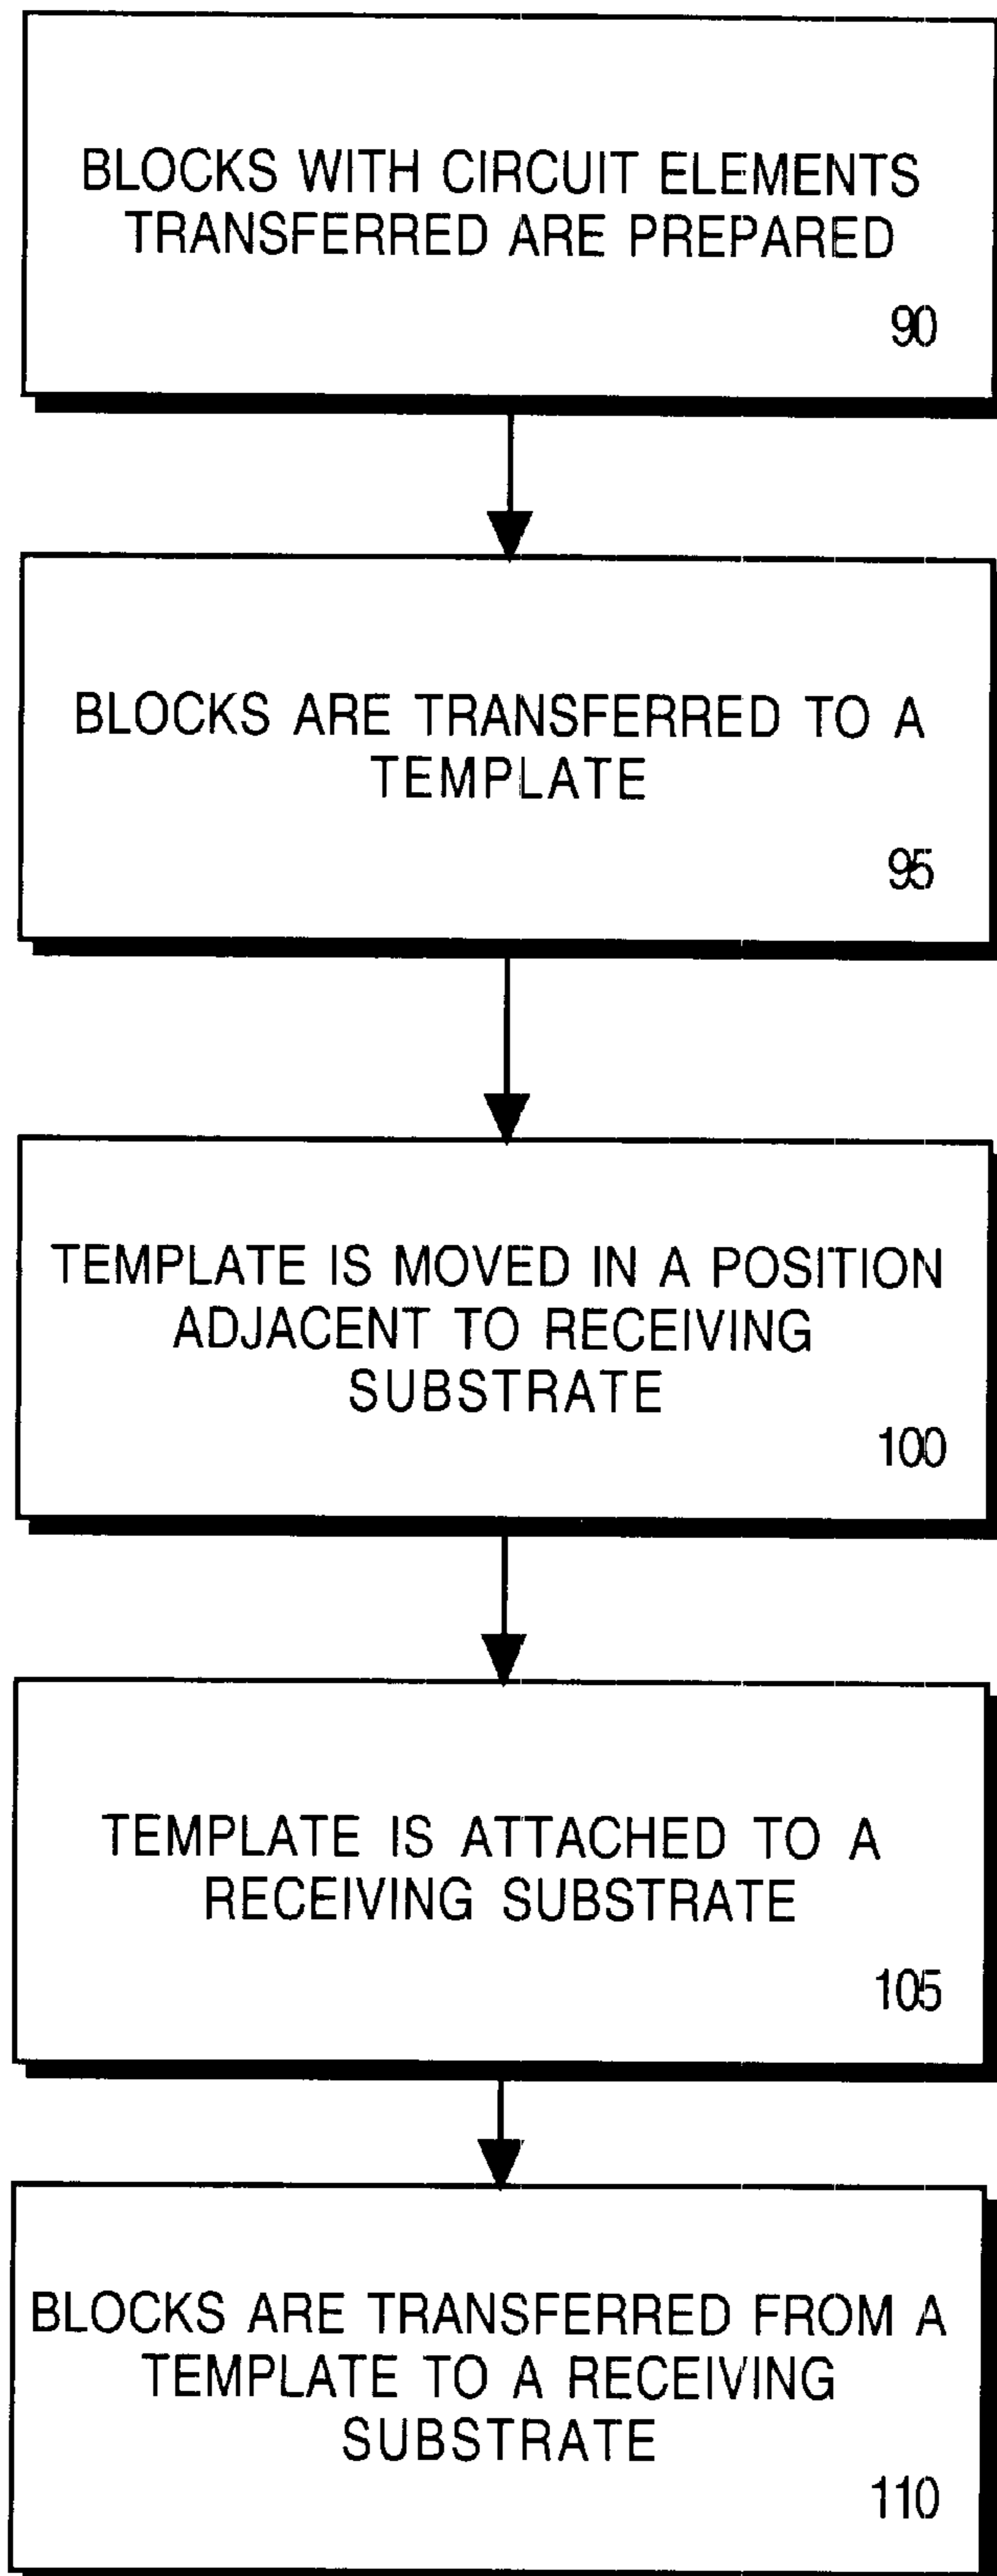 BLOCKS WITH CIRCUIT ELEMENTS
TRANSFERRED ARE PREPARED
90
BLOCKS ARE TRANSFERRED TO A
TEMPLATE
95
TEMPLATE IS MOVED IN A POSITION
ADJACENT TO RECEIVING
SUBSTRATE
100
TEMPLATE IS ATTACHED TO A
RECEIVING SUBSTRATE
105
BLOCKS ARE TRANSFERRED FROM A
TEMPLATE TO A RECEIVING
SUBSTRATE
110